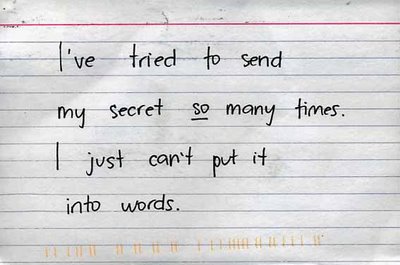 I've tried to send
my secret so many times.
I just can't put it
into words.